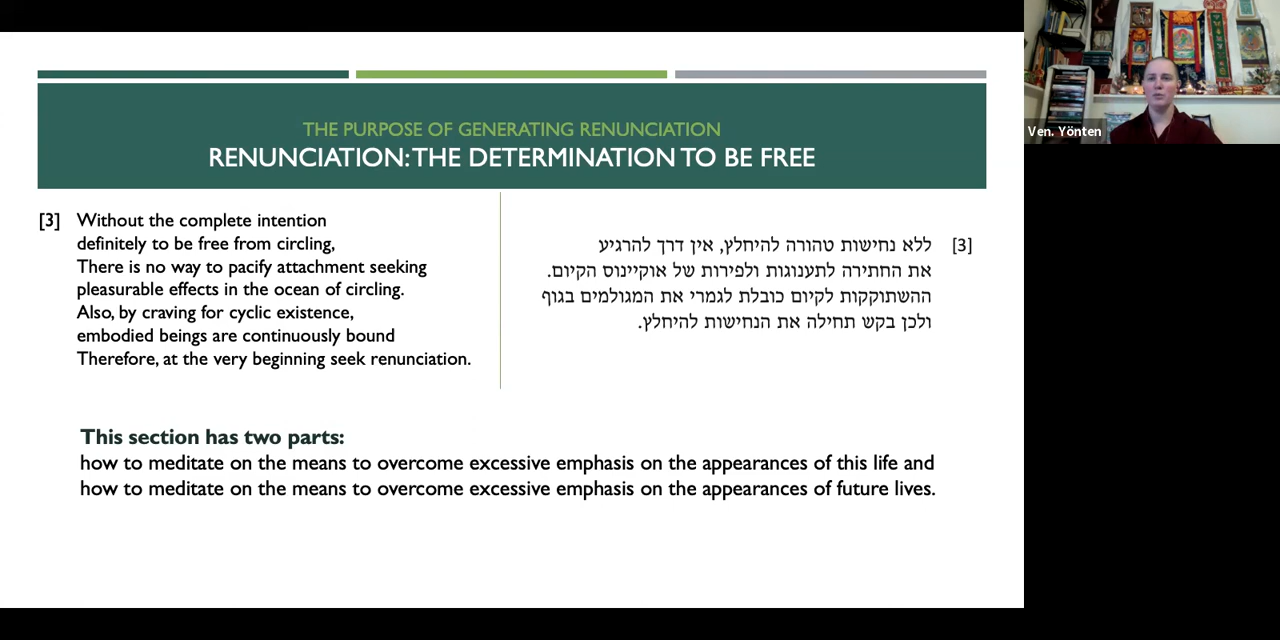 THE PURPOSE OF GENERATING RENUNCIATION
RENUNCIATION: THE DETERMINATION TO BE FREE
[3] Without the complete intention
definitely to be free from circling,
There is no way to pacify attachment seeking
pleasurable effects in the ocean of circling.
Also, by craving for cyclic existence,
embodied beings are continuously bound
Therefore, at the very beginning seek renunciation.
[3] ללא נחישות טהורה להיחלץ, אין דרך להרגיע
את החתירה לתענוגות ולפירות של אוקיינוס הקיום.
ההשתוקקות לקיום כובלת לגמרי את המגולמים בגוף
ולכן בקש תחילה את הנחישות להיחלץ.
This section has two parts:
how to meditate on the means to overcome excessive emphasis on the appearances of this life and
how to meditate on the means to overcome excessive emphasis on the appearances of future lives.
Ven. Yönten